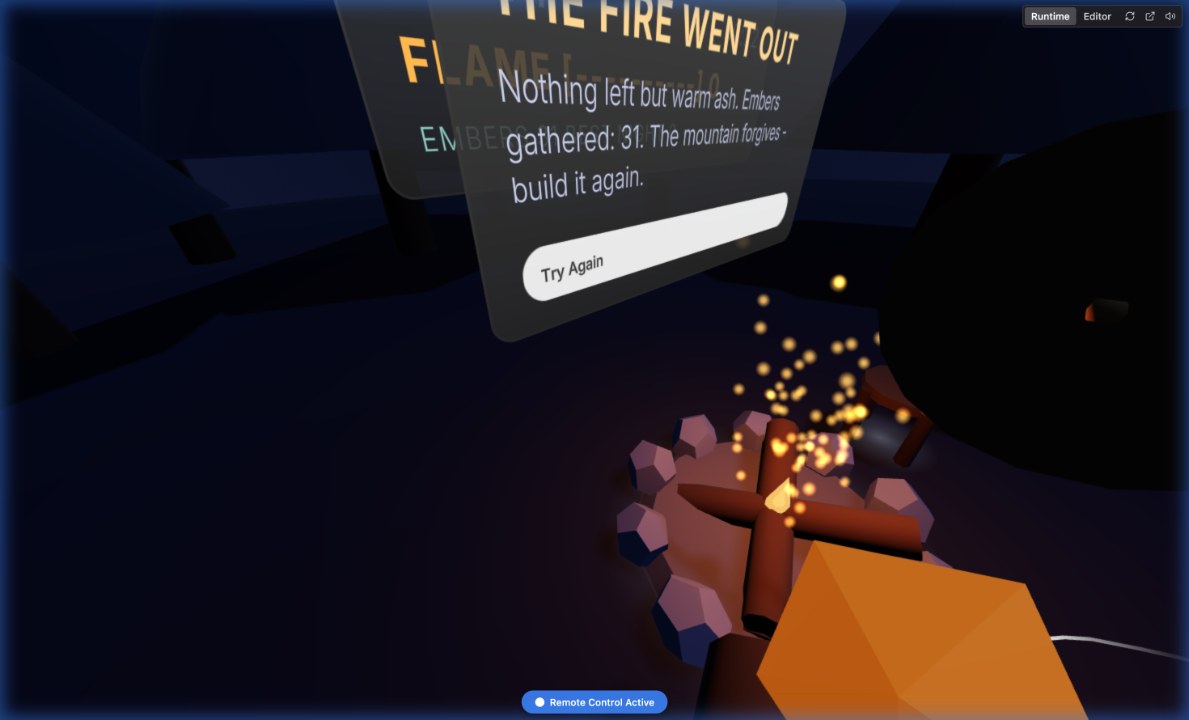 Runtime Editor
THE FIRE WENT OUT
FLAME [----------] 0
Nothing left but warm ash. Embers
gathered: 31. The mountain forgives -
build it again.
Try Again
Remote Control Active